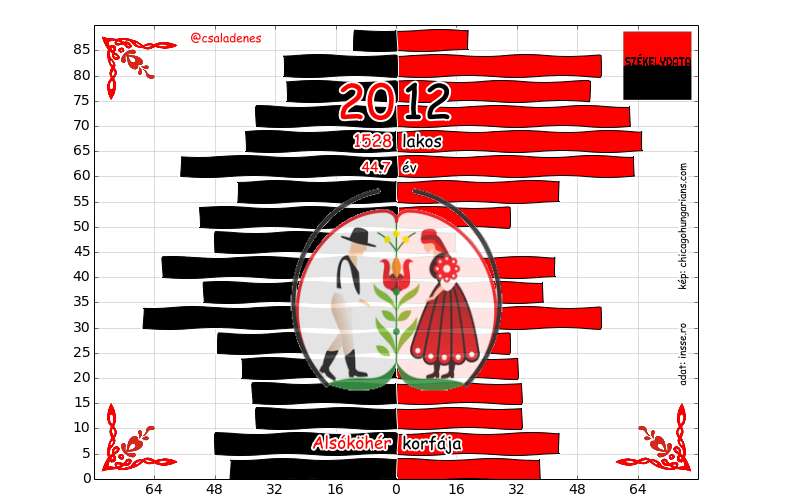 @csaladenes
SZÉKELYDATA
2012
1528 lakos
44.7 év
kép: chicagohungarians.com
adat: insse.ro
Alsóköhér korfája
85
80
75
70
65
60
55
50
45
40
35
30
25
20
15
10
5
0
64 48 32 16 0 16 32 48 64